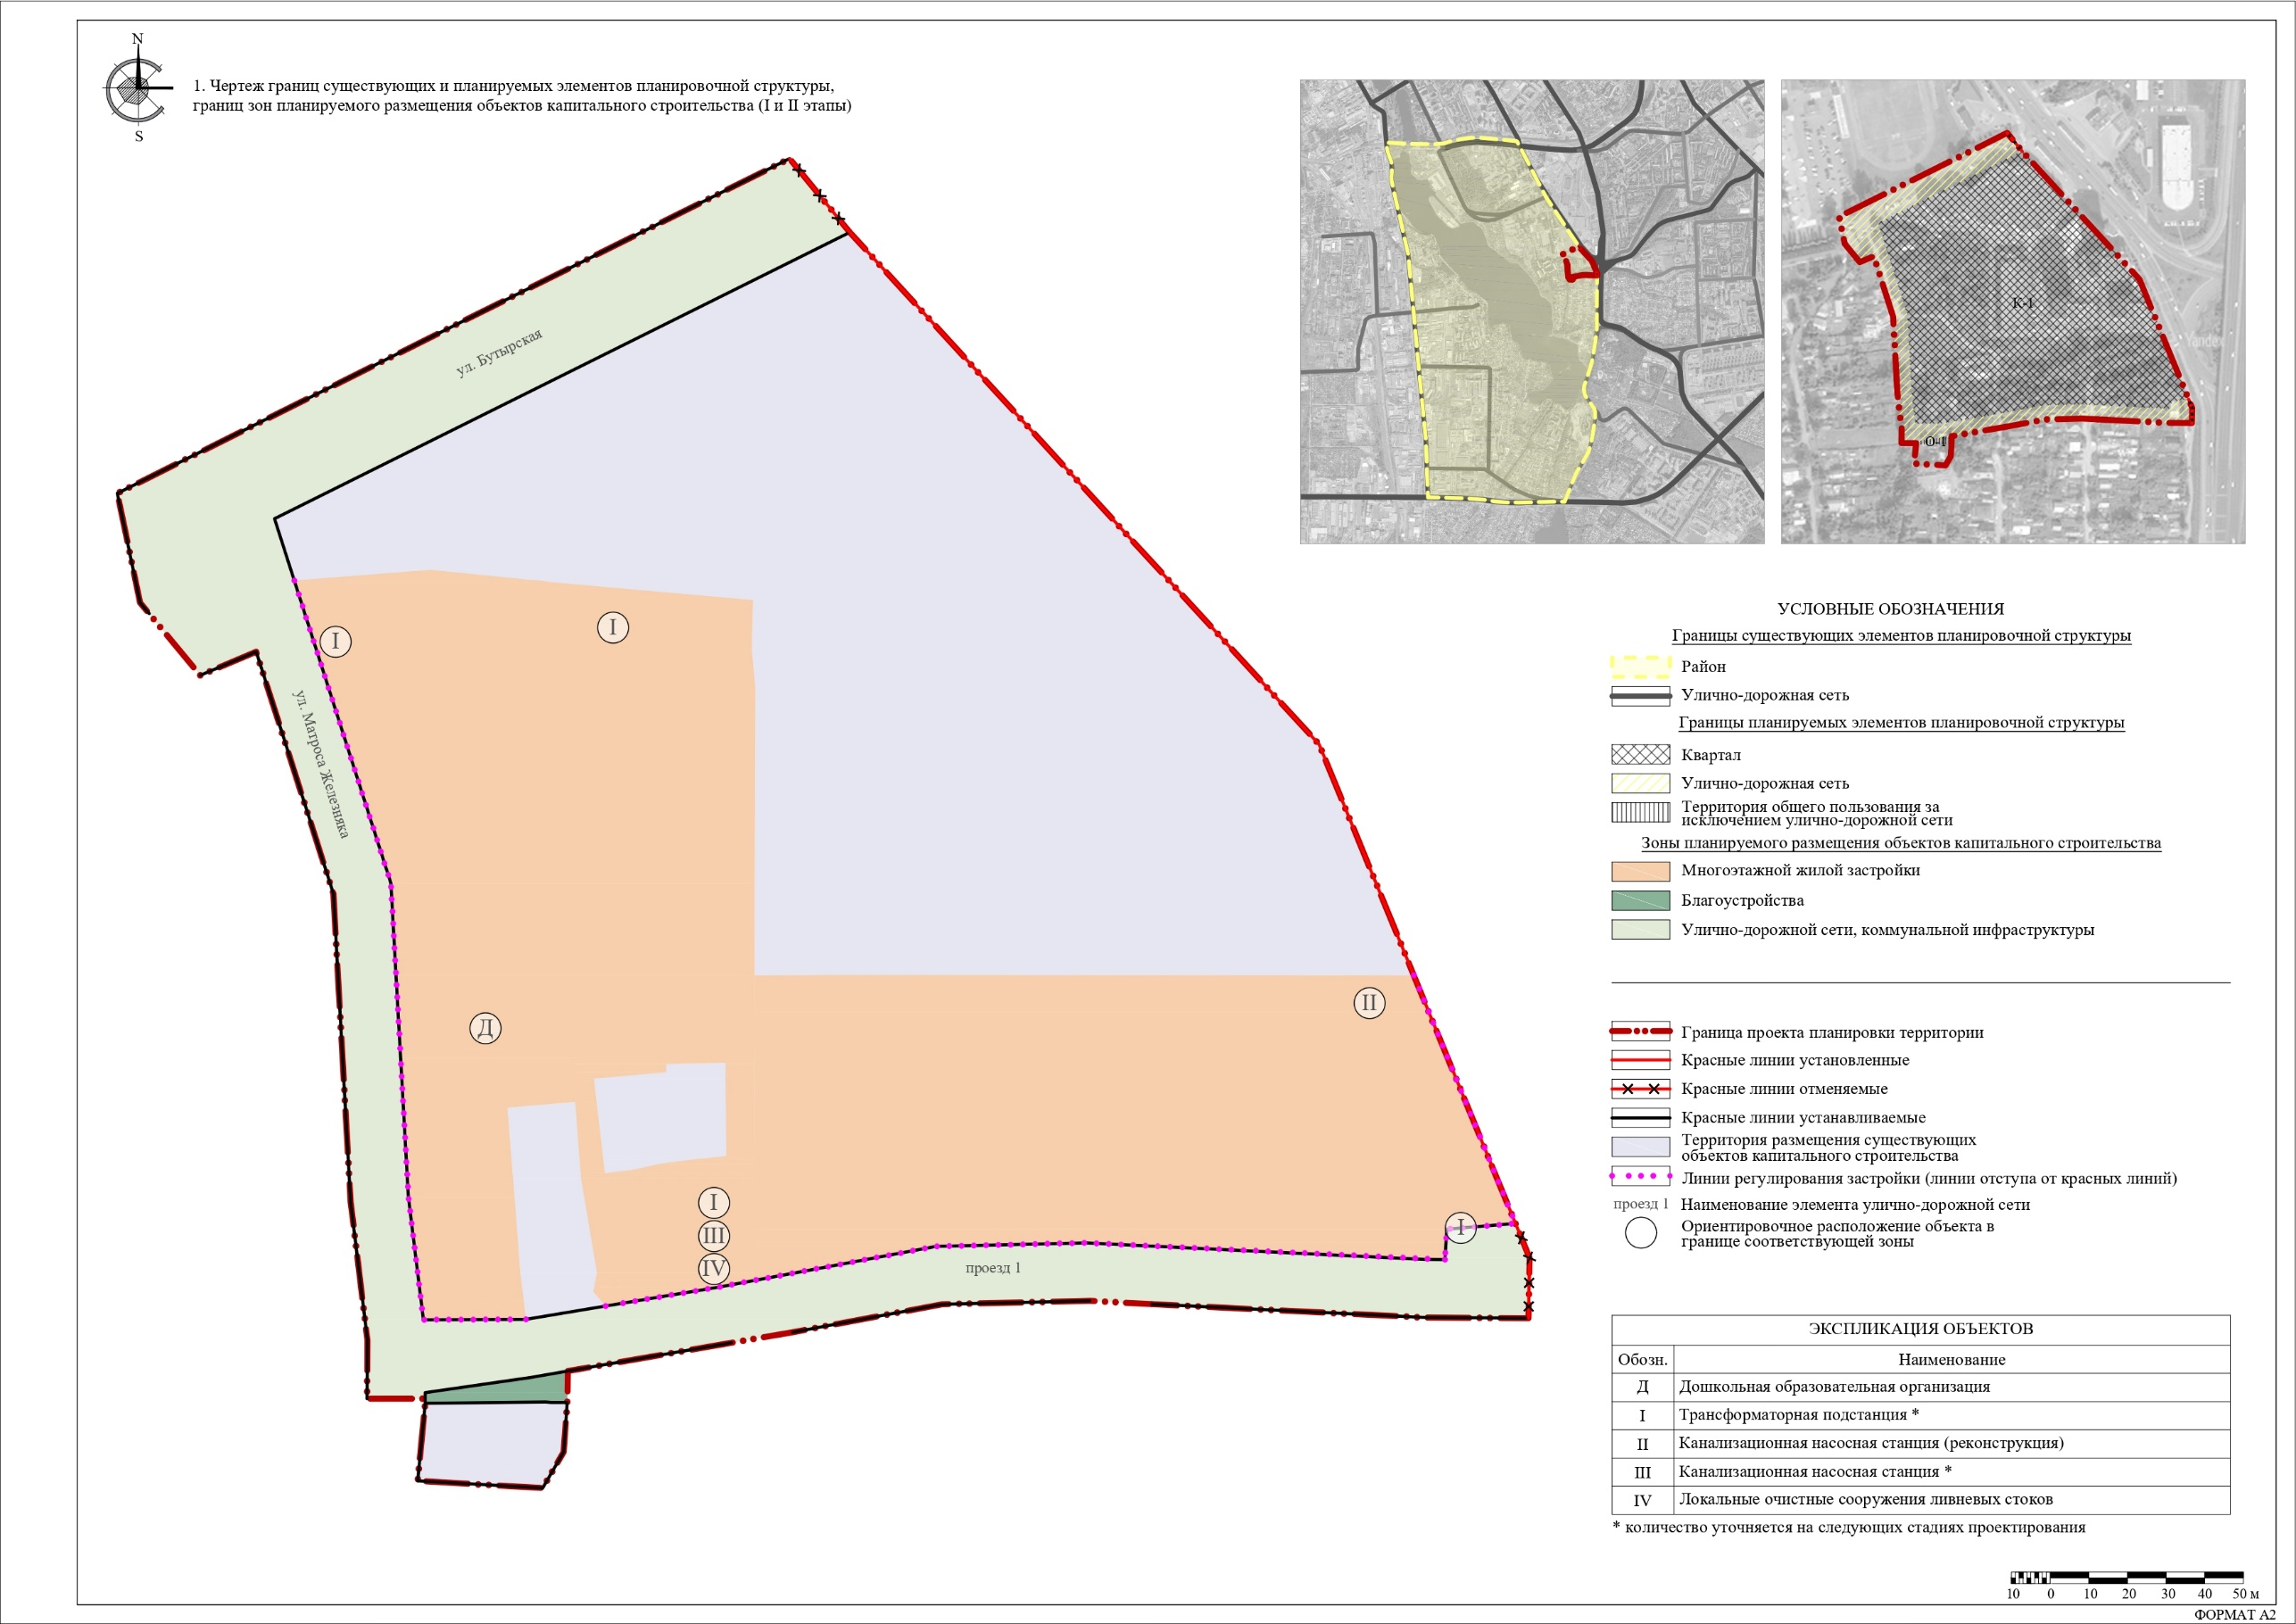 N
S
1. Чертеж границ существующих и планируемых элементов планировочной структуры,
границ зон планируемого размещения объектов капитального строительства (I и II этапы)
ул. Бутырская
ул. Матроса Железняка
I
I
Д
II
I
III
IV
I
проезд 1
К-1
О-1
Yandex
УСЛОВНЫЕ ОБОЗНАЧЕНИЯ
Границы существующих элементов планировочной структуры
Район
Улично-дорожная сеть
Границы планируемых элементов планировочной структуры
Квартал
Улично-дорожная сеть
Территория общего пользования за
исключением улично-дорожной сети
Зоны планируемого размещения объектов капитального строительства
Многоэтажной жилой застройки
Благоустройства
Улично-дорожной сети, коммунальной инфраструктуры
Граница проекта планировки территории
Красные линии установленные
Красные линии отменяемые
Красные линии устанавливаемые
Территория размещения существующих
объектов капитального строительства
Линии регулирования застройки (линии отступа от красных линий)
проезд 1 Наименование элемента улично-дорожной сети
Ориентировочное расположение объекта в
границе соответствующей зоны
ЭКСПЛИКАЦИЯ ОБЪЕКТОВ
Обозн. Наименование
Д Дошкольная образовательная организация
I Трансформаторная подстанция *
II Канализационная насосная станция (реконструкция)
III Канализационная насосная станция *
IV Локальные очистные сооружения ливневых стоков
* количество уточняется на следующих стадиях проектирования
10 0 10 20 30 40 50 м
ФОРМАТ А2